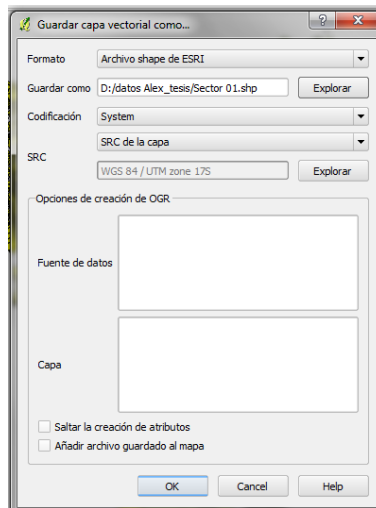 Guardar capa vectorial como...
Formato
Archivo shape de ESRI
Guardar como
D:/datos Alex_tesis/Sector 01.shp
Explorar
Codificación
System
SRC
SRC de la capa
WGS 84 / UTM zone 17S
Explorar
Opciones de creación de OGR
Fuente de datos
Capa
Saltar la creación de atributos
Añadir archivo guardado al mapa
OK
Cancel
Help